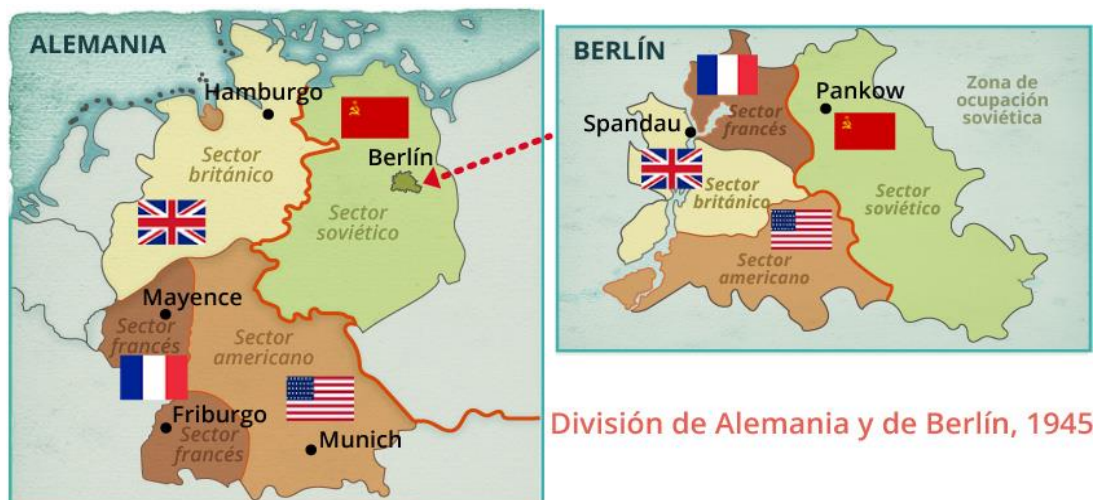 ALEMANIA
Hamburgo
Sector
británico
Berlín
Sector
soviético
Mayence
Sector
francés
Sector
americano
Friburgo
Sector
francés
Munich
BERLÍN
Sector
francés
Pankow
Zona de
ocupación
soviética
Spandau
Sector
británico
Sector
soviético
Sector
americano
División de Alemania y de Berlín, 1945